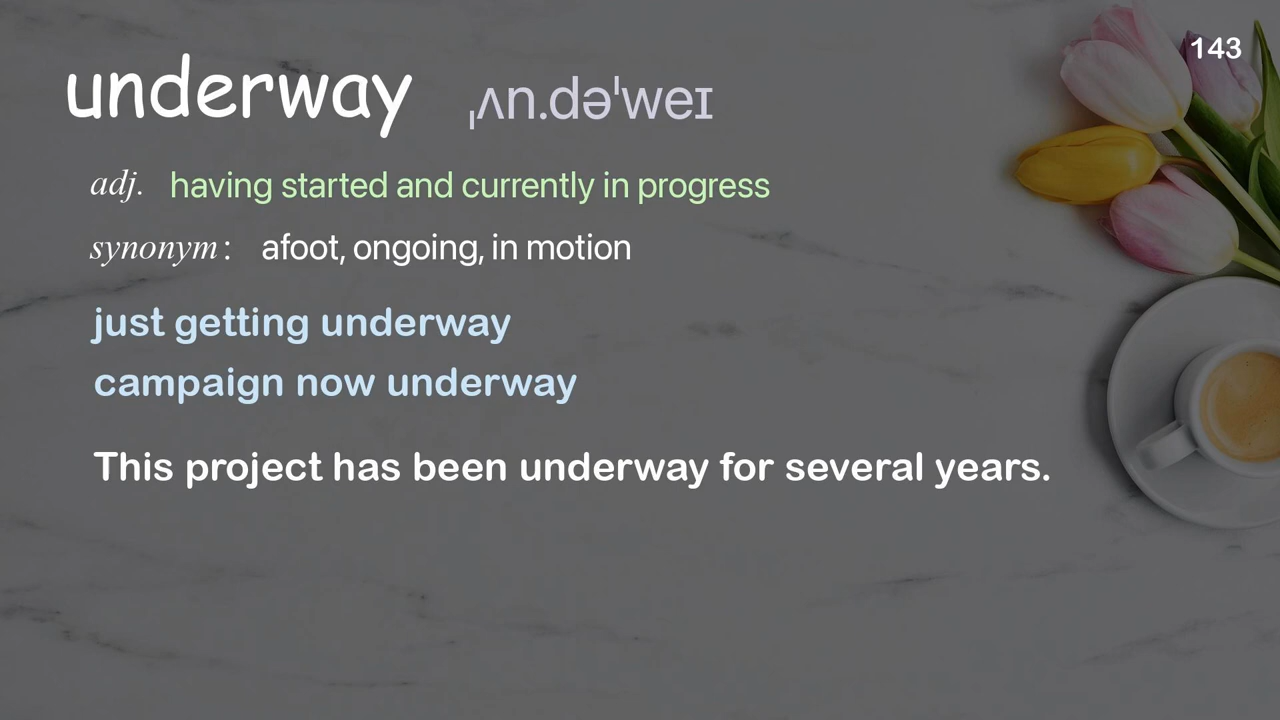 143
underway ˌʌn.dəˈweɪ
adj. having started and currently in progress
synonym: afoot, ongoing, in motion
just getting underway
campaign now underway
This project has been underway for several years.